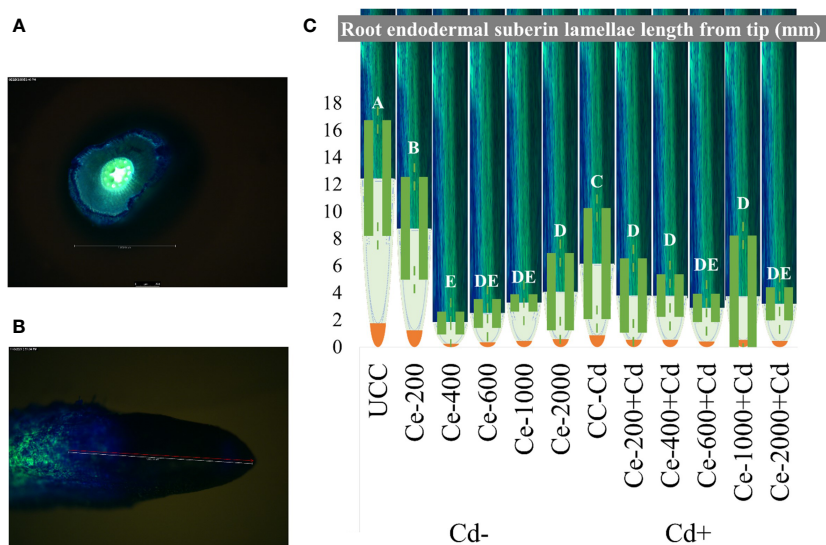 A
B
C
Root endodermal suberin lamellae length from tip (mm)
18
16
14
12
10
8
6
4
2
0
A
B
E
DE
DE
D
C
D
D
DE
D
DE
UCC
Ce-200
Ce-400
Ce-600
Ce-1000
Ce-2000
CC-Cd
Ce-200+Cd
Ce-400+Cd
Ce-600+Cd
Ce-1000+Cd
Ce-2000+Cd
Cd-
Cd+